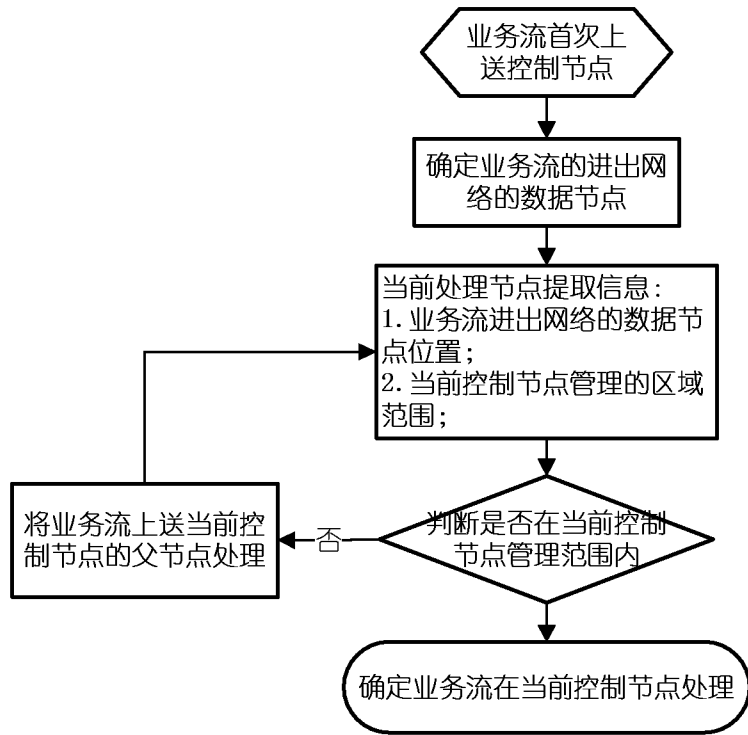 业务流首次上
送控制节点
确定业务流的进出网
络的数据节点
当前处理节点提取信息:
1. 业务流进出网络的数据节
点位置;
2. 当前控制节点管理的区域
范围;
将业务流上送当前控
制节点的父节点处理
否
判断是否在当前控制
节点管理范围内
确定业务流在当前控制节点处理